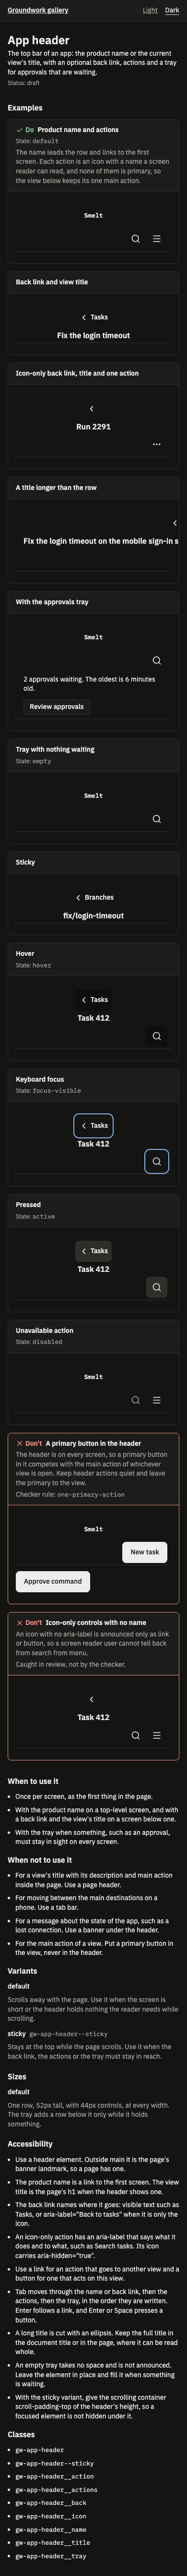 Groundwork gallery
Light
Dark
App header
The top bar of an app: the product name or the current
view's title, with an optional back link, actions and a tray
for approvals that are waiting.
Status: draft
Examples
Do Product name and actions
State: default
The name leads the row and links to the first
screen. Each action is an icon with a name a screen
reader can read, and none of them is primary, so
the view below keeps its one main action.
Smelt
Back link and view title
Tasks
Fix the login timeout
Icon-only back link, title and one action
Run 2291
A title longer than the row
Fix the login timeout on the mobile sign-in s
With the approvals tray
Smelt
2 approvals waiting. The oldest is 6 minutes
old.
Review approvals
Tray with nothing waiting
State: empty
Smelt
Sticky
Branches
fix/login-timeout
Hover
State: hover
Tasks
Task 412
Keyboard focus
State: focus-visible
Tasks
Task 412
Pressed
State: active
Tasks
Task 412
Unavailable action
State: disabled
Smelt
Don't A primary button in the header
The header is on every screen, so a primary button
in it competes with the main action of whichever
view is open. Keep header actions quiet and leave
the primary to the view.
Checker rule: one-primary-action
Smelt
New task
Approve command
Don't Icon-only controls with no name
An icon with no aria-label is announced only as link
or button, so a screen reader user cannot tell back
from search from menu.
Caught in review, not by the checker.
Task 412
When to use it
Once per screen, as the first thing in the page.
With the product name on a top-level screen, and with
a back link and the view's title on a screen below one.
With the tray when something, such as an approval,
must stay in sight on every screen.
When not to use it
For a view's title with its description and main action
inside the page. Use a page header.
For moving between the main destinations on a
phone. Use a tab bar.
For a message about the state of the app, such as a
lost connection. Use a banner under the header.
For the main action of a view. Put a primary button in
the view, never in the header.
Variants
default
Scrolls away with the page. Use it when the screen is
short or the header holds nothing the reader needs while
scrolling.
sticky gw-app-header--sticky
Stays at the top while the page scrolls. Use it when the
back link, the actions or the tray must stay in reach.
Sizes
default
One row, 52px tall, with 44px controls, at every width.
The tray adds a row below it only while it holds
something.
Accessibility
Use a header element. Outside main it is the page's
banner landmark, so a page has one.
The product name is a link to the first screen. The view
title is the page's h1 when the header shows one.
The back link names where it goes: visible text such as
Tasks, or aria-label="Back to tasks" when it is only the
icon.
An icon-only action has an aria-label that says what it
does and to what, such as Search tasks. Its icon
carries aria-hidden="true".
Use a link for an action that goes to another view and a
button for one that acts on this view.
Tab moves through the name or back link, then the
actions, then the tray, in the order they are written.
Enter follows a link, and Enter or Space presses a
button.
A long title is cut with an ellipsis. Keep the full title in
the document title or in the page, where it can be read
whole.
An empty tray takes no space and is not announced.
Leave the element in place and fill it when something
is waiting.
With the sticky variant, give the scrolling container
scroll-padding-top of the header's height, so a
focused element is not hidden under it.
Classes
gw-app-header
gw-app-header--sticky
gw-app-header__action
gw-app-header__actions
gw-app-header__back
gw-app-header__icon
gw-app-header__name
gw-app-header__title
gw-app-header__tray